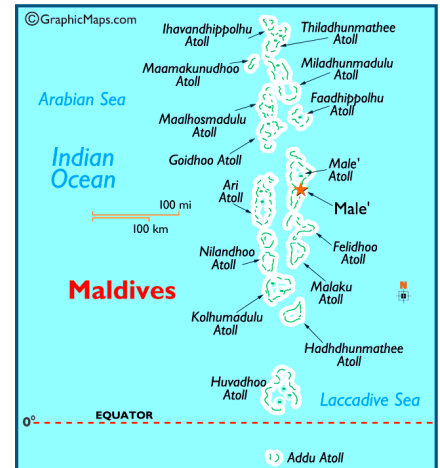 ©GraphicMaps.com
Ihavandhippolhu
Atoll
Thiladhunmathee
Atoll
Maamakunudhoo
Atoll
Miladhunmadulu
Atoll
Arabian Sea
Faadhippolhu
Atoll
Maalhosmadulu
Atoll
Goidhoo Atoll
Indian
Ocean
Male'
Atoll
Ari
Atoll
Male'
100 mi
100 km
Felidhoo
Atoll
Nilandhoo
Atoll
Malaku
Atoll
N
Maldives
Kolhumadulu
Atoll
Hadhdhunmathee
Atoll
Huvadhoo
Atoll
Laccadive Sea
EQUATOR
0°
Addu Atoll